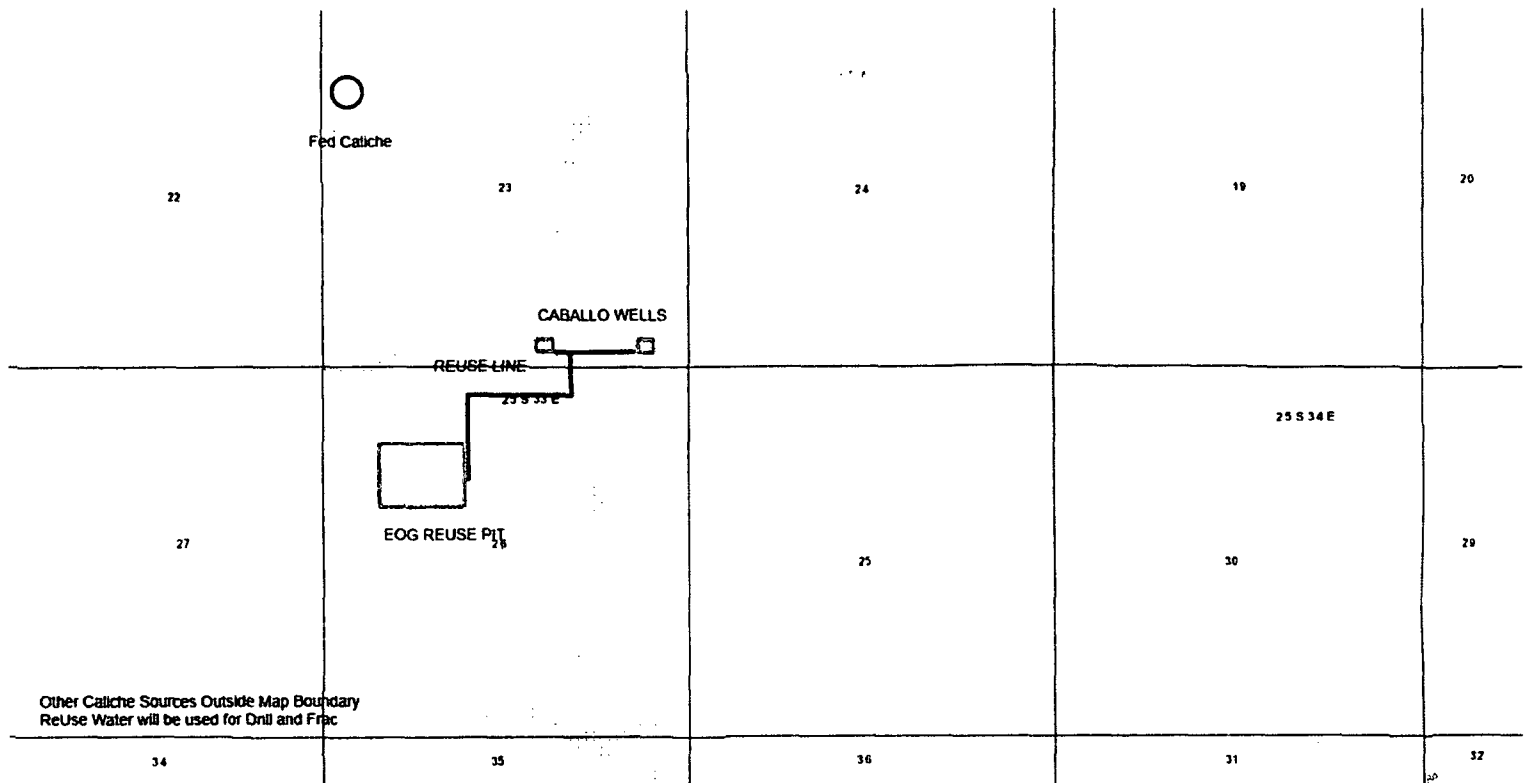 Fed Caliche
22
23
24
19
20
CABALLO WELLS
REUSE LINE
25 S 33 E
25 S 34 E
EOG REUSE PIT
27
26
25
30
29
Other Caliche Sources Outside Map Boundary
ReUse Water will be used for Drill and Frac
34
35
36
31
32